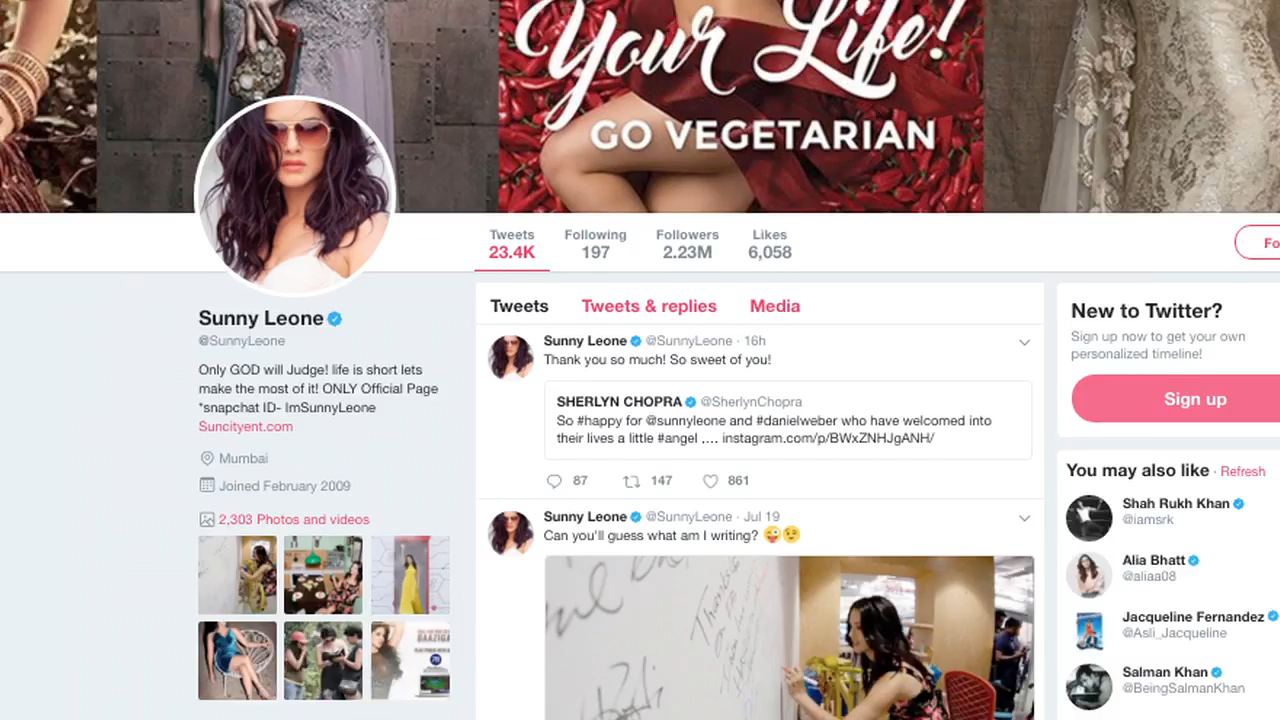 Your Life!
GO VEGETARIAN
Tweets Following Followers Likes
23.4K 197 2.23M 6,058
Fo
Sunny Leone
@SunnyLeone
Only GOD will Judge! life is short lets
make the most of it! ONLY Official Page
*snapchat ID- ImSunnyLeone
Suncityent.com
Mumbai
Joined February 2009
2,303 Photos and videos
Tweets Tweets & replies Media
Sunny Leone @SunnyLeone · 16h
Thank you so much! So sweet of you!
SHERLYN CHOPRA @SherlynChopra
So #happy for @sunnyleone and #danielweber who have welcomed into
their lives a little #angel ,... instagram.com/p/BWxZNHJgANH/
87 147 861
Sunny Leone @SunnyLeone · Jul 19
Can you'll guess what am I writing? 😜😉
New to Twitter?
Sign up now to get your own
personalized timeline!
Sign up
You may also like · Refresh
Shah Rukh Khan
@iamsrk
Alia Bhatt
@aliaa08
Jacqueline Fernandez
@Asli_Jacqueline
Salman Khan
@BeingSalmanKhan